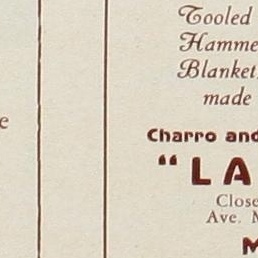 Tooled
Hamme
Blanket,
made
e
Charro and
"LA
Close
Ave. M
M